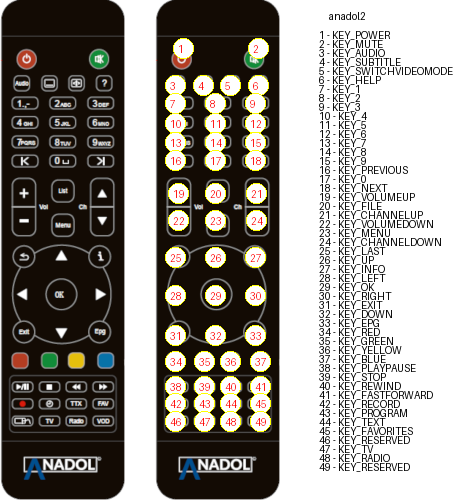 anadol2
Audio
?
1.,-
2ABC
3DEF
4GHI
5JKL
6MNO
7PQRS
8TUV
9WXYZ
0
+
List
Vol
Ch
-
Menu
i
OK
Exit
Epg
TTX
FAV
TV
Radio
VOD
ANADOL
1
2
3
4
5
6
7
8
9
10
11
12
13
14
15
16
17
18
19
20
21
22
23
24
25
26
27
28
29
30
31
32
33
34
35
36
37
38
39
40
41
42
43
44
45
46
47
48
49
ANADOL
1 - KEY_POWER
2 - KEY_MUTE
3 - KEY_AUDIO
4 - KEY_SUBTITLE
5 - KEY_SWITCHVIDEOMODE
6 - KEY_HELP
7 - KEY_1
8 - KEY_2
9 - KEY_3
10 - KEY_4
11 - KEY_5
12 - KEY_6
13 - KEY_7
14 - KEY_8
15 - KEY_9
16 - KEY_PREVIOUS
17 - KEY_0
18 - KEY_NEXT
19 - KEY_VOLUMEUP
20 - KEY_FILE
21 - KEY_CHANNELUP
22 - KEY_VOLUMEDOWN
23 - KEY_MENU
24 - KEY_CHANNELDOWN
25 - KEY_LAST
26 - KEY_UP
27 - KEY_INFO
28 - KEY_LEFT
29 - KEY_OK
30 - KEY_RIGHT
31 - KEY_EXIT
32 - KEY_DOWN
33 - KEY_EPG
34 - KEY_RED
35 - KEY_GREEN
36 - KEY_YELLOW
37 - KEY_BLUE
38 - KEY_PLAYPAUSE
39 - KEY_STOP
40 - KEY_REWIND
41 - KEY_FASTFORWARD
42 - KEY_RECORD
43 - KEY_PROGRAM
44 - KEY_TEXT
45 - KEY_FAVORITES
46 - KEY_RESERVED
47 - KEY_TV
48 - KEY_RADIO
49 - KEY_RESERVED